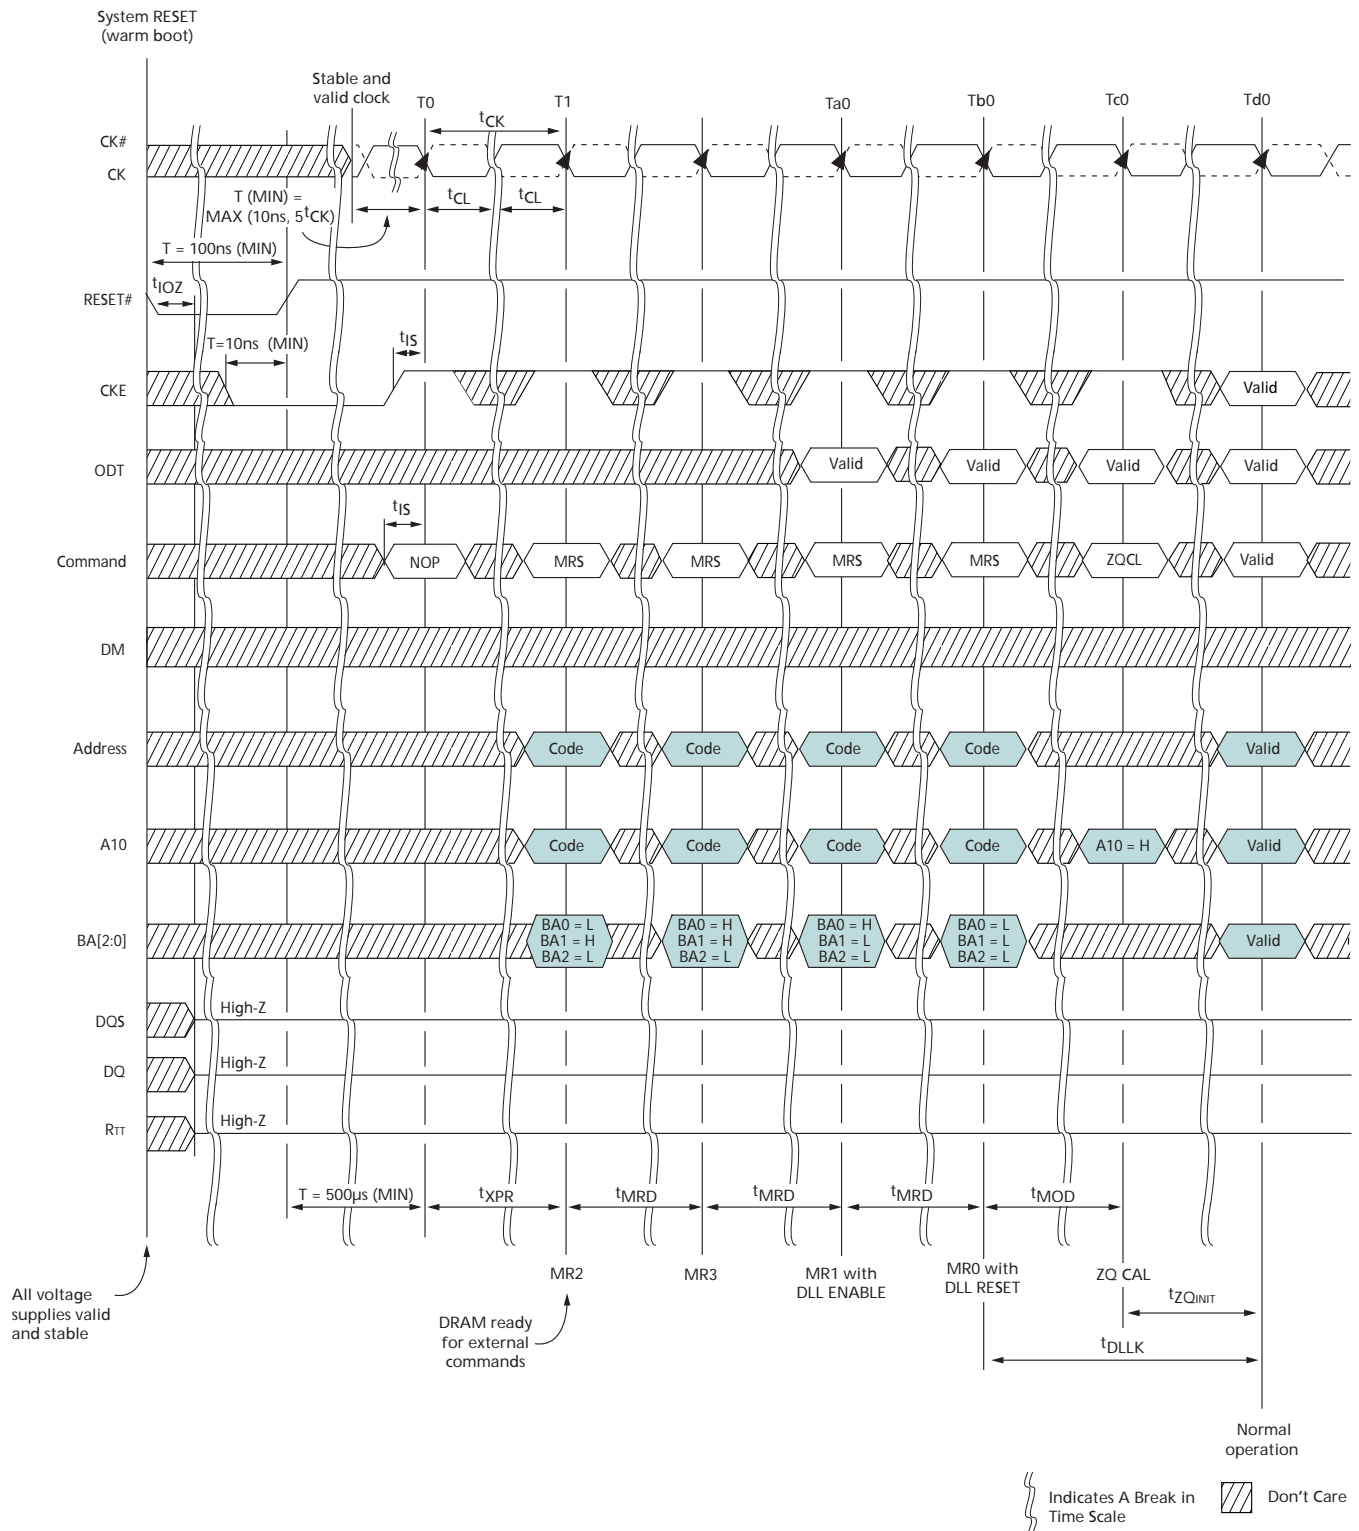 System RESET
(warm boot)
Stable and
valid clock
T0
T1
Ta0
Tb0
Tc0
Td0
tCK
CK#
CK
T (MIN) =
MAX (10ns, 5tCK)
tCL
tCL
T = 100ns (MIN)
tIOZ
RESET#
T=10ns (MIN)
tIS
CKE
Valid
ODT
Valid
Valid
Valid
Valid
tIS
Command
NOP
MRS
MRS
MRS
MRS
ZQCL
Valid
DM
Address
Code
Code
Code
Code
Valid
A10
Code
Code
Code
Code
A10 = H
Valid
BA[2:0]
BA0 = L
BA1 = H
BA2 = L
BA0 = H
BA1 = H
BA2 = L
BA0 = H
BA1 = L
BA2 = L
BA0 = L
BA1 = L
BA2 = L
Valid
DQS
High-Z
DQ
High-Z
RTT
High-Z
T = 500μs (MIN)
tXPR
tMRD
tMRD
tMRD
tMOD
MR2
MR3
MR1 with
DLL ENABLE
MR0 with
DLL RESET
ZQ CAL
tZQINIT
All voltage
supplies valid
and stable
DRAM ready
for external
commands
tDLLK
Normal
operation
Indicates A Break in
Time Scale
Don't Care